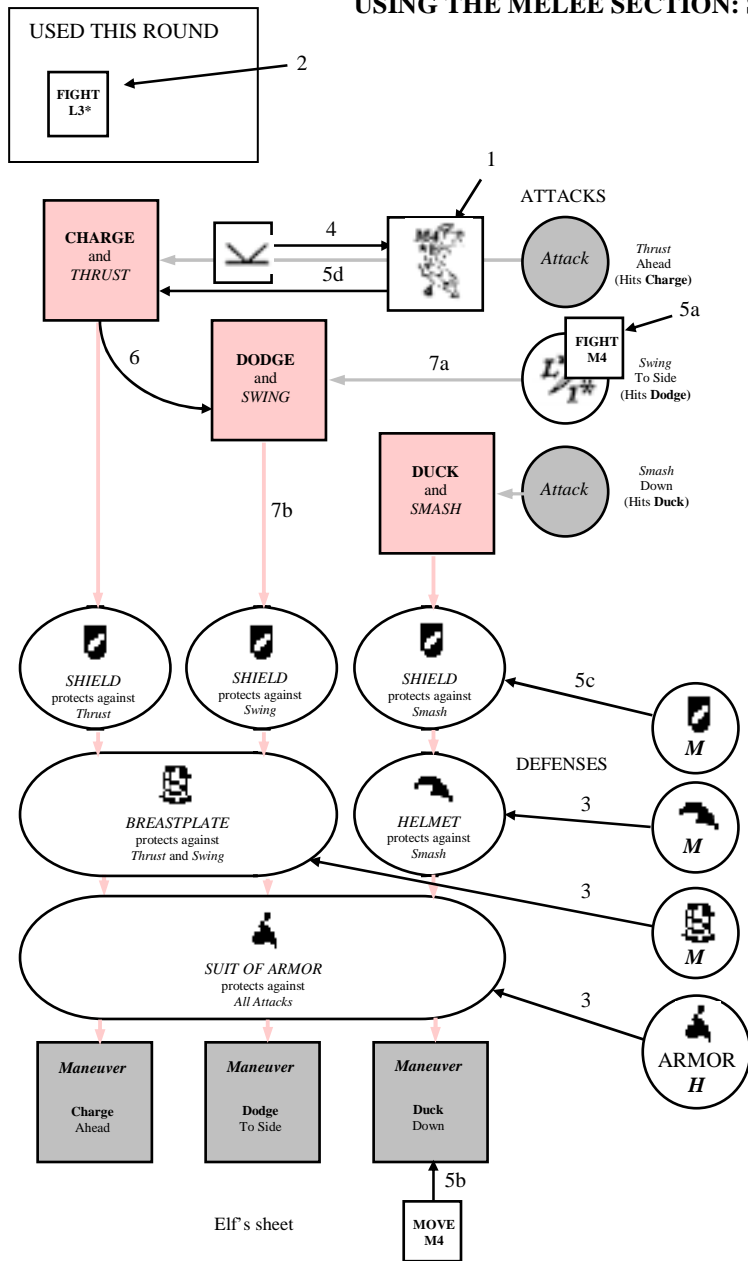 USING THE MELEE SECTION:
USED THIS ROUND
FIGHT
L3*
2
1
ATTACKS
CHARGE
and
THRUST
4
5d
M4
Attack
Thrust
Ahead
(Hits Charge)
5a
6
DODGE
and
SWING
7a
FIGHT
M4
Swing
To Side
(Hits Dodge)
DUCK
and
SMASH
Attack
Smash
Down
(Hits Duck)
7b
SHIELD
protects against
Thrust
SHIELD
protects against
Swing
SHIELD
protects against
Smash
5c
M
DEFENSES
BREASTPLATE
protects against
Thrust and Swing
HELMET
protects against
Smash
3
M
3
M
SUIT OF ARMOR
protects against
All Attacks
3
ARMOR
H
Maneuver
Charge
Ahead
Maneuver
Dodge
To Side
Maneuver
Duck
Down
5b
Elf's sheet
MOVE
M4